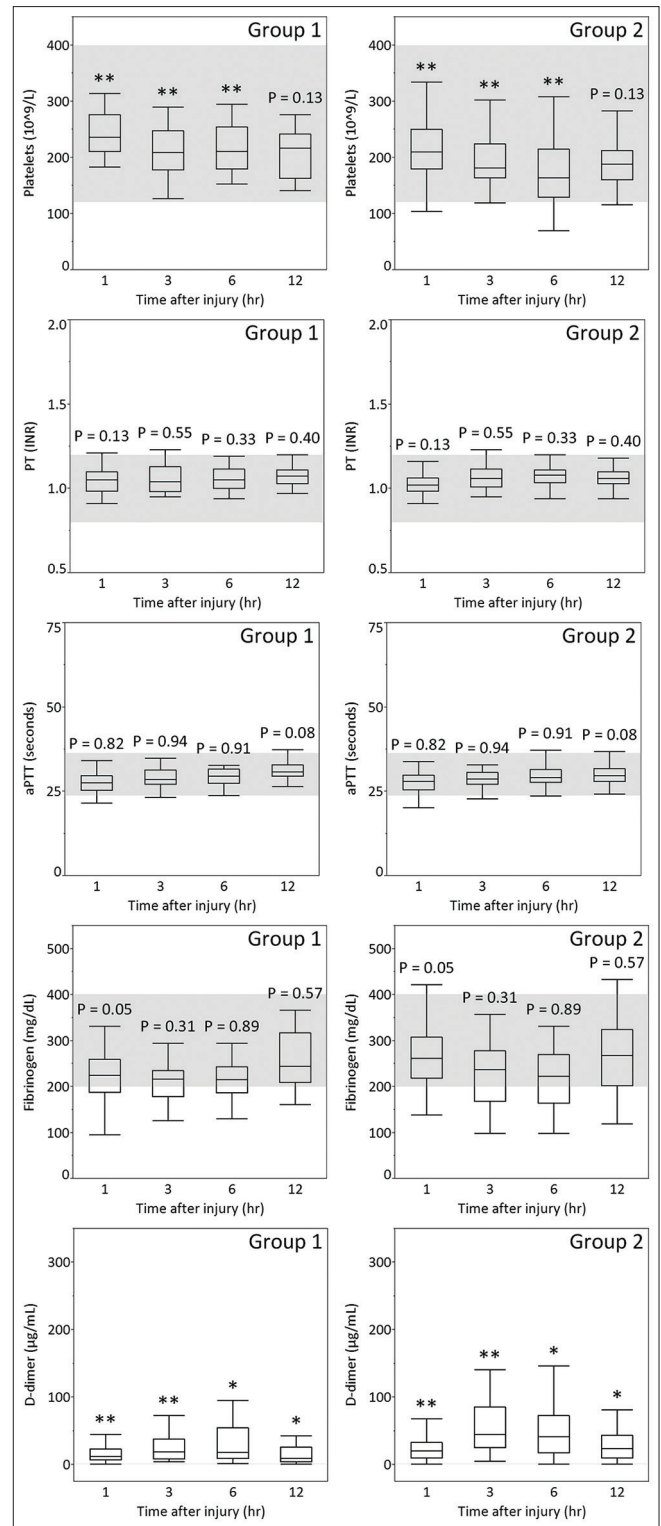 Group 1
Platelets (10^9/L)
400
300
200
100
0
** ** ** P = 0.13
1 3 6 12
Time after injury (hr)
Group 2
Platelets (10^9/L)
400
300
200
100
0
** ** ** P = 0.13
1 3 6 12
Time after injury (hr)
Group 1
PT (INR)
2.0
1.5
1.0
0.5
P = 0.13 P = 0.55 P = 0.33 P = 0.40
1 3 6 12
Time after injury (hr)
Group 2
PT (INR)
2.0
1.5
1.0
0.5
P = 0.13 P = 0.55 P = 0.33 P = 0.40
1 3 6 12
Time after injury (hr)
Group 1
aPTT (seconds)
75
50
25
0
P = 0.82 P = 0.94 P = 0.91 P = 0.08
1 3 6 12
Time after injury (hr)
Group 2
aPTT (seconds)
75
50
25
0
P = 0.82 P = 0.94 P = 0.91 P = 0.08
1 3 6 12
Time after injury (hr)
Group 1
Fibrinogen (mg/dL)
500
400
300
200
100
0
P = 0.05 P = 0.31 P = 0.89 P = 0.57
1 3 6 12
Time after injury (hr)
Group 2
Fibrinogen (mg/dL)
500
400
300
200
100
0
P = 0.05 P = 0.31 P = 0.89 P = 0.57
1 3 6 12
Time after injury (hr)
Group 1
D-dimer (µg/mL)
300
200
100
0
** ** * *
1 3 6 12
Time after injury (hr)
Group 2
D-dimer (µg/mL)
300
200
100
0
** ** * *
1 3 6 12
Time after injury (hr)